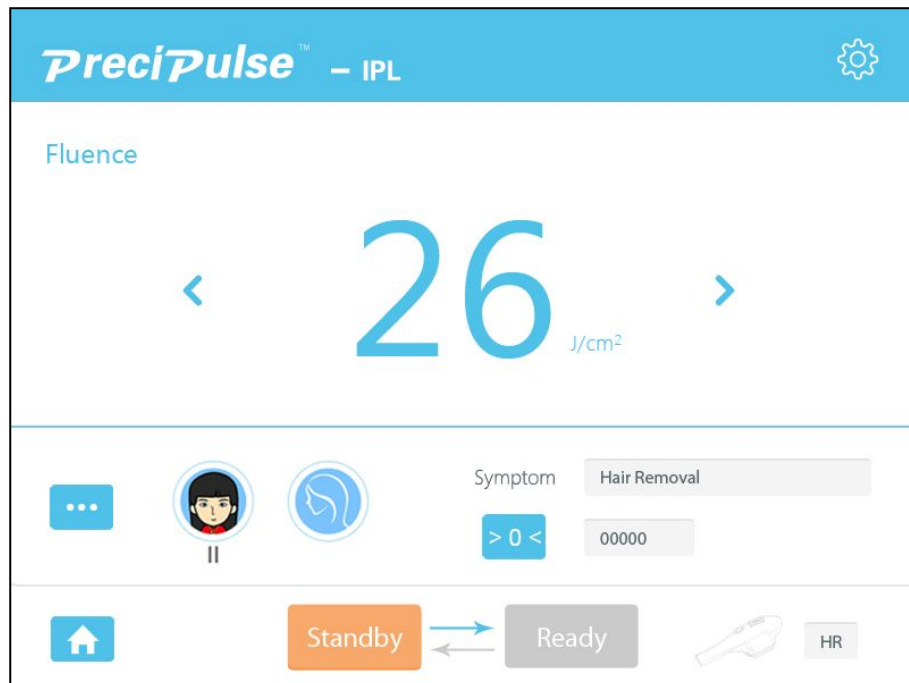 PreciPulse™ – IPL
Fluence
< 26 J/cm² >
Symptom Hair Removal
...
II
> 0 < 00000
Standby Ready
HR